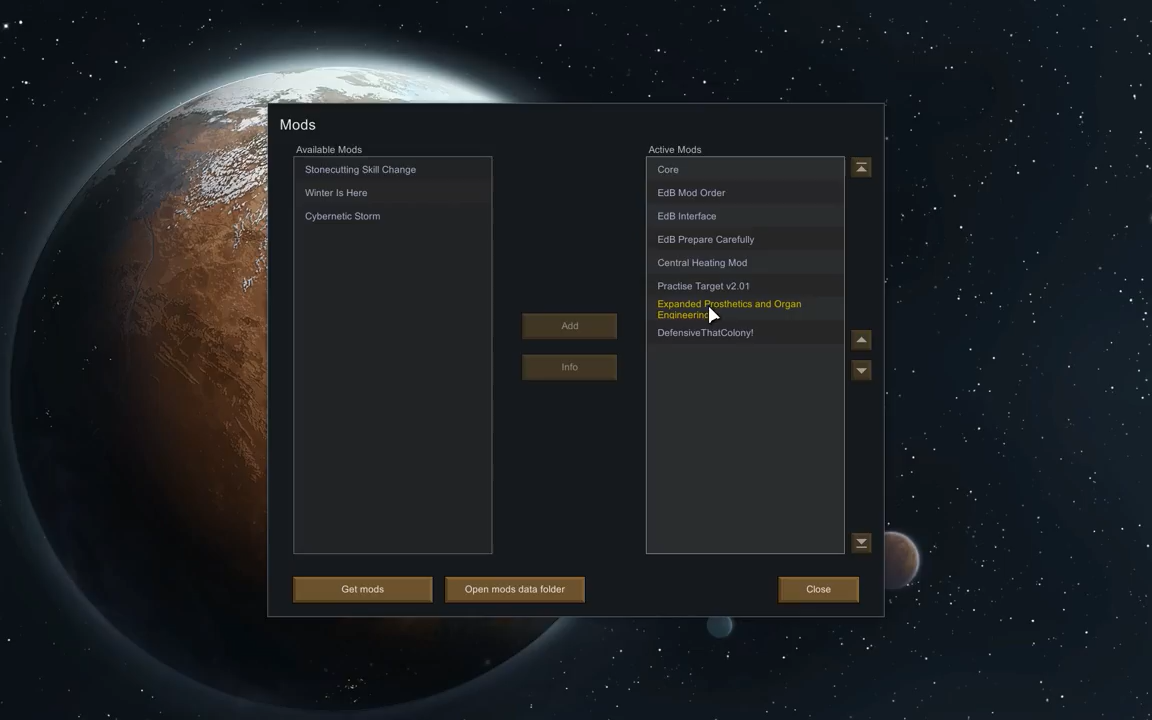 Mods
Available Mods
Active Mods
Stonecutting Skill Change
Winter Is Here
Cybernetic Storm
Core
EdB Mod Order
EdB Interface
EdB Prepare Carefully
Central Heating Mod
Practise Target v2.01
Expanded Prosthetics and Organ
Engineering
DefensiveThatColony!
Add
Info
Get mods
Open mods data folder
Close